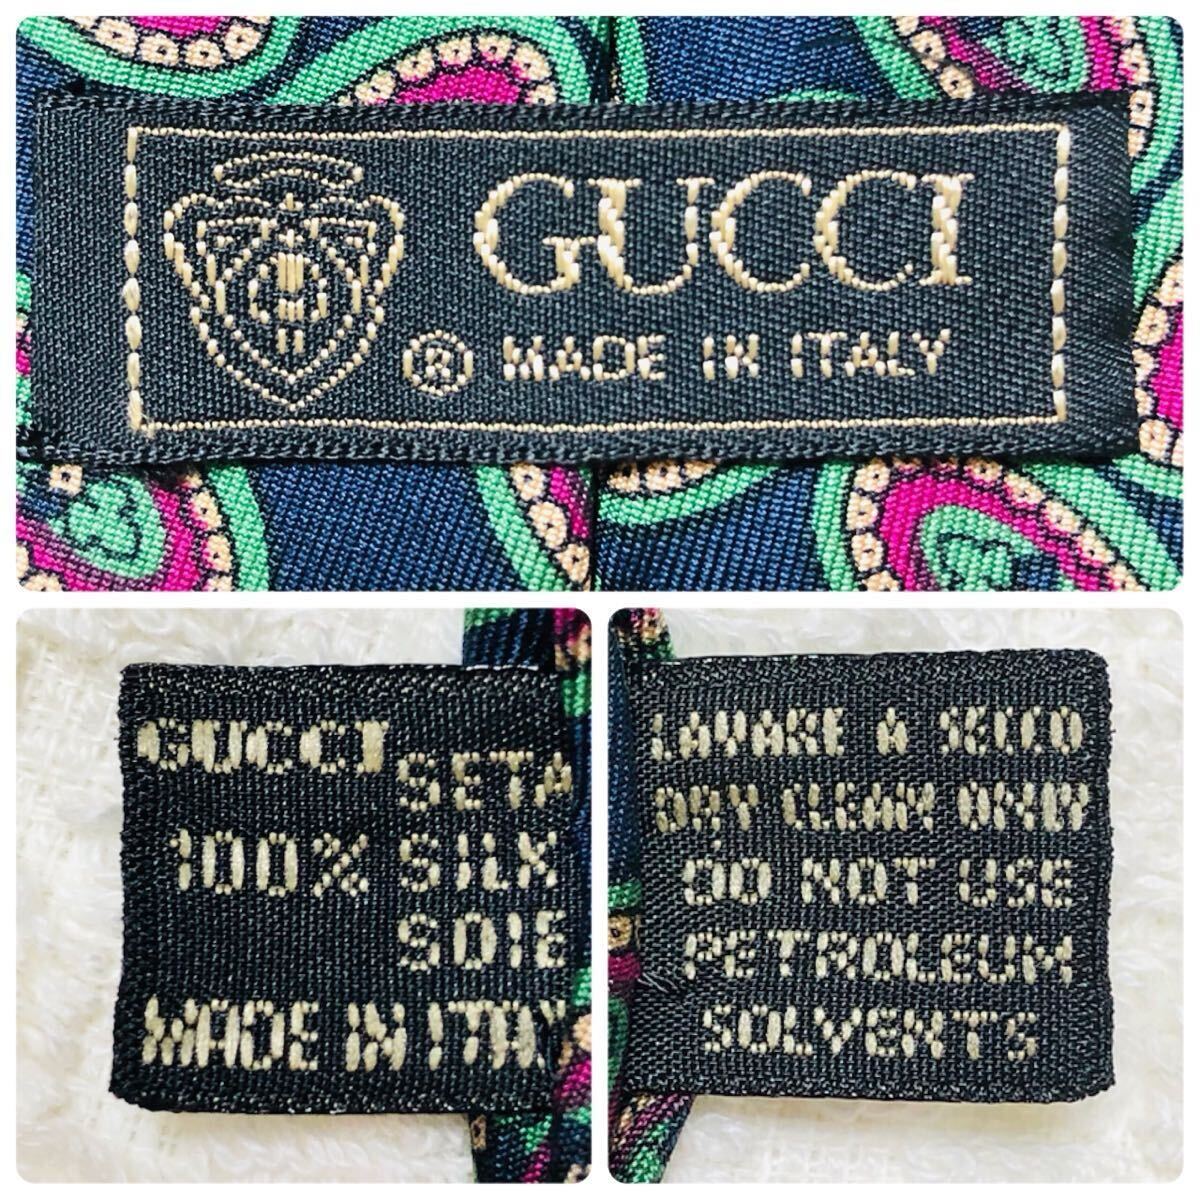 GUCCI
® MADE IN ITALY
GUCCI
SETA
100% SILK
SOIE
MADE IN ITALY
LAVARE A SECCO
DRY CLEAN ONLY
DO NOT USE
PETROLEUM
SOLVENTS